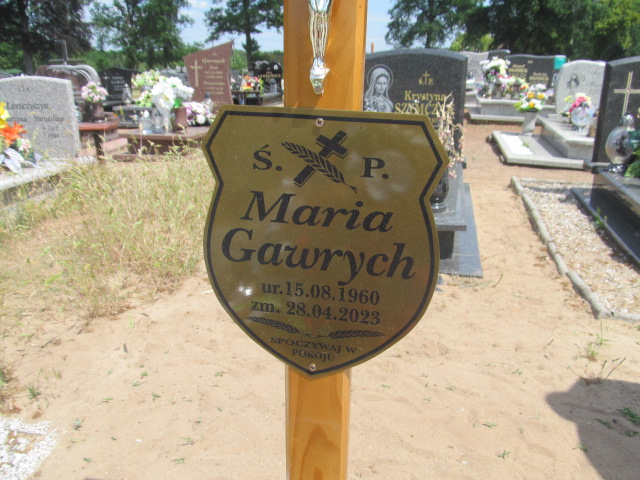 Ś. P.
Maria
Gawrych
ur.15.08.1960
zm. 28.04.2023
SPOCZYWAJ W
POKOJU
Krystyna